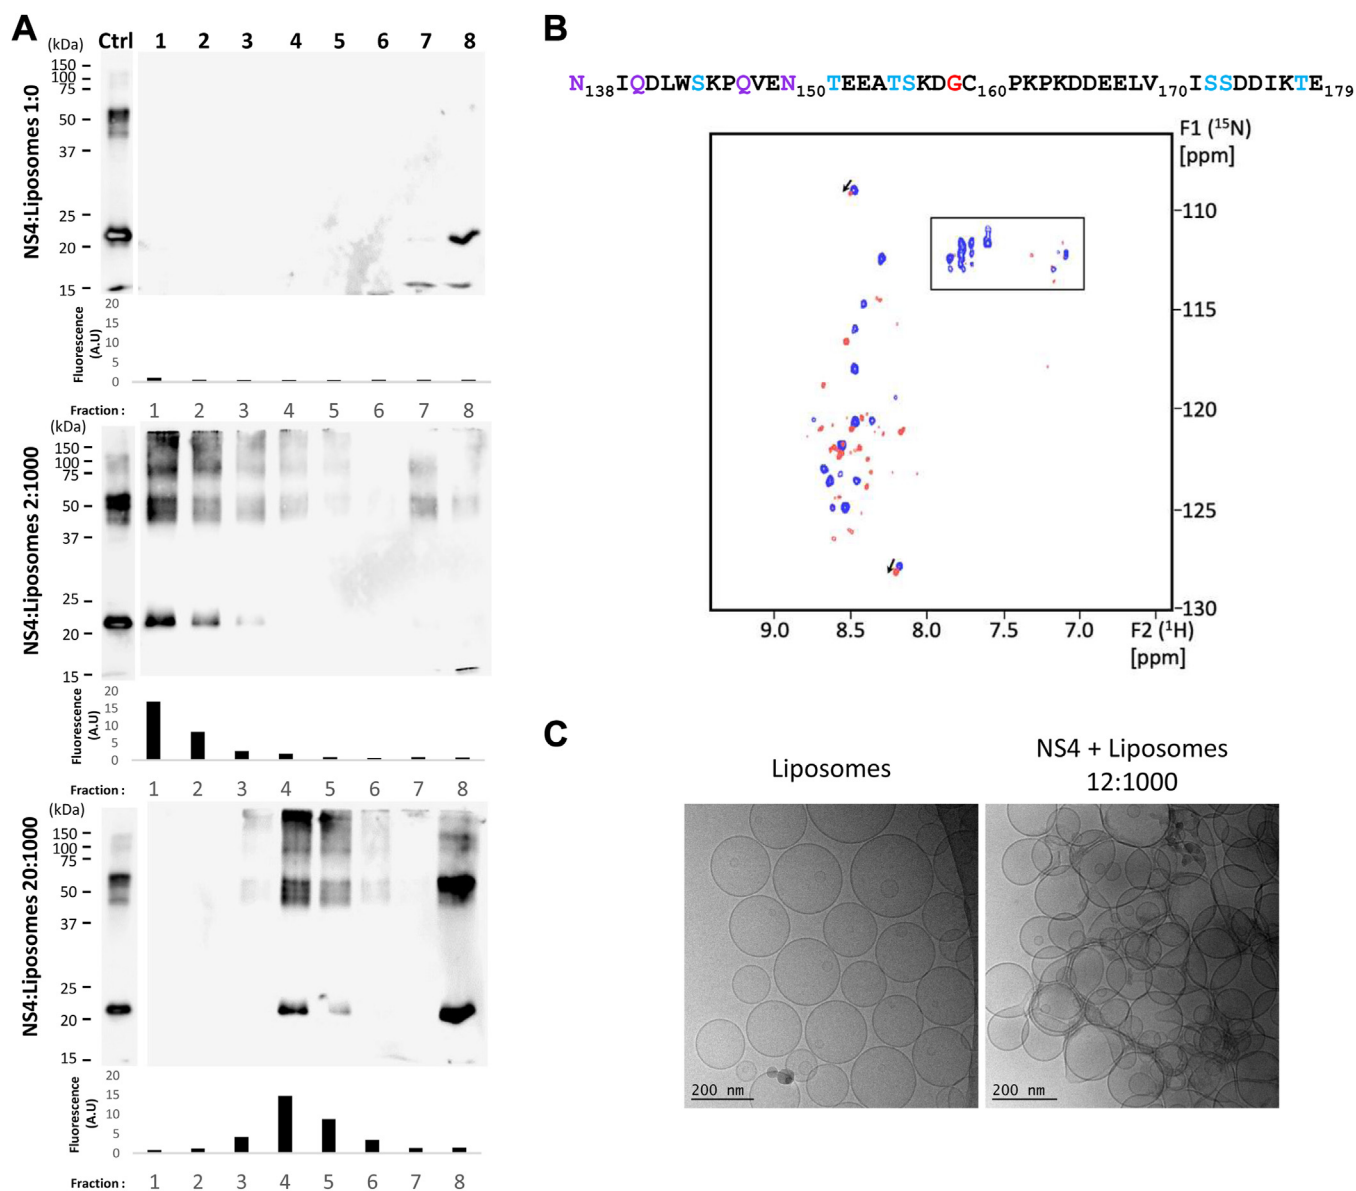 A
(kDa) Ctrl 1 2 3 4 5 6 7 8
NS4:Liposomes 1:0
150
100
75
50
37
25
20
15
Fluorescence
(A.U)
20
15
10
5
0
Fraction : 1 2 3 4 5 6 7 8
(kDa)
NS4:Liposomes 2:1000
150
100
75
50
37
25
20
15
Fluorescence
(A.U)
20
15
10
5
0
Fraction : 1 2 3 4 5 6 7 8
(kDa)
NS4:Liposomes 20:1000
150
100
75
50
37
25
20
15
Fluorescence
(A.U)
20
15
10
5
0
Fraction : 1 2 3 4 5 6 7 8
B
N138IQDLWSKPQVEN150TEEATSKDGC160PKPKDDEELV170ISSDDIKTE179
F1 (15N)
[ppm]
110
115
120
125
130
9.0 8.5 8.0 7.5 7.0 F2 (1H)
[ppm]
C
Liposomes
NS4 + Liposomes
12:1000
200 nm
200 nm